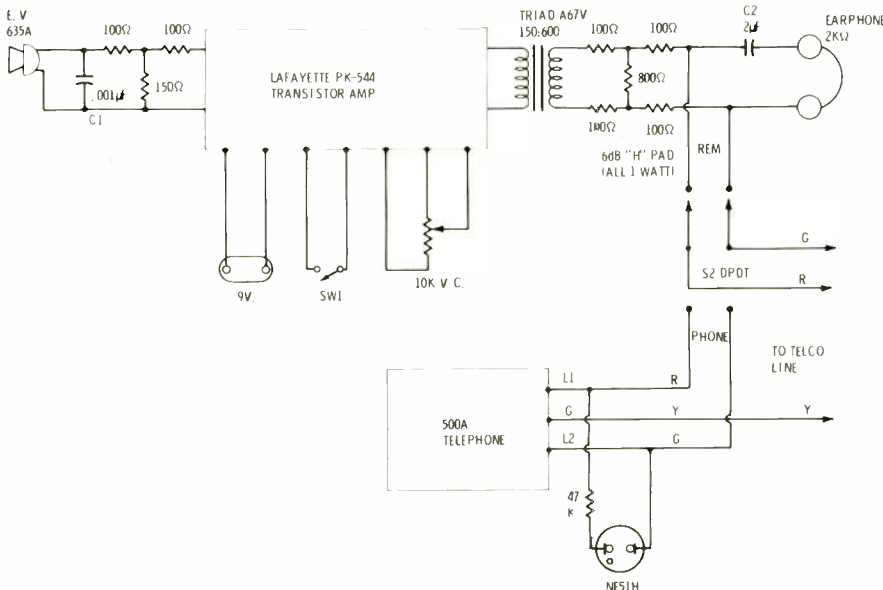 E. V
635A
100Ω
100Ω
.001µf
C1
150Ω
LAFAYETTE PK-544
TRANSISTOR AMP
TRIAD A67V
150:600
100Ω
100Ω
800Ω
100Ω
100Ω
6dB "H" PAD
(ALL 1 WATT)
C2
2µf
EARPHONE
2KΩ
REM
9V.
SW1
10K V C.
G
S2 DPDT
R
PHONE
TO TELCO
LINE
500A
TELEPHONE
L1
R
G
Y
Y
L2
G
47
K
NE51H